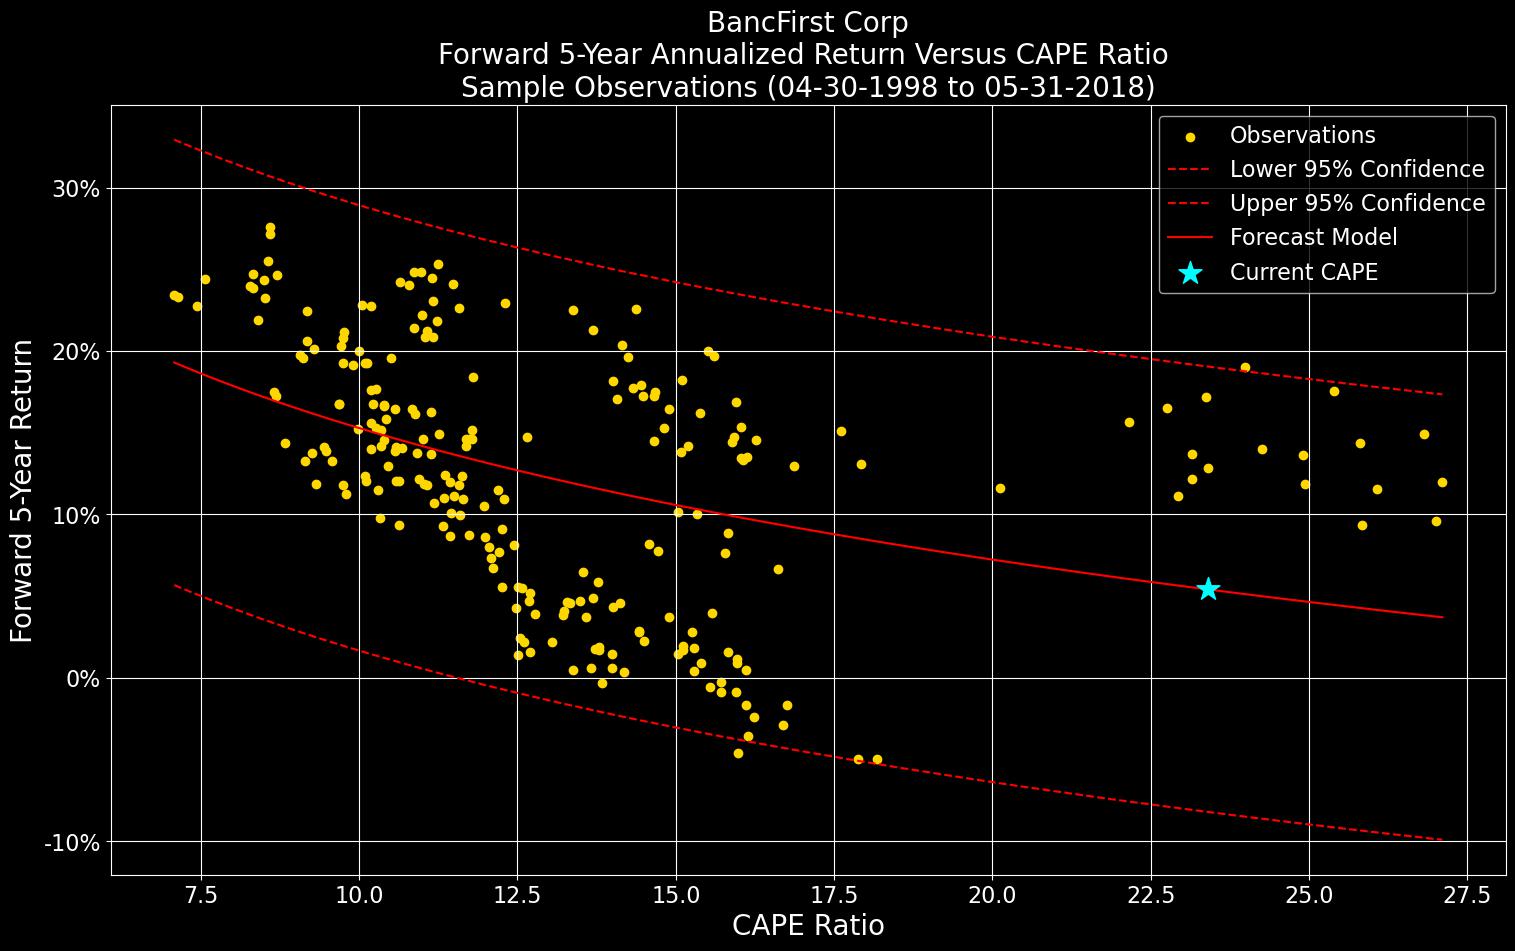 BancFirst Corp
Forward 5-Year Annualized Return Versus CAPE Ratio
Sample Observations (04-30-1998 to 05-31-2018)
Observations
Lower 95% Confidence
Upper 95% Confidence
Forecast Model
Current CAPE
Forward 5-Year Return
30%
20%
10%
0%
-10%
7.5 10.0 12.5 15.0 17.5 20.0 22.5 25.0 27.5
CAPE Ratio